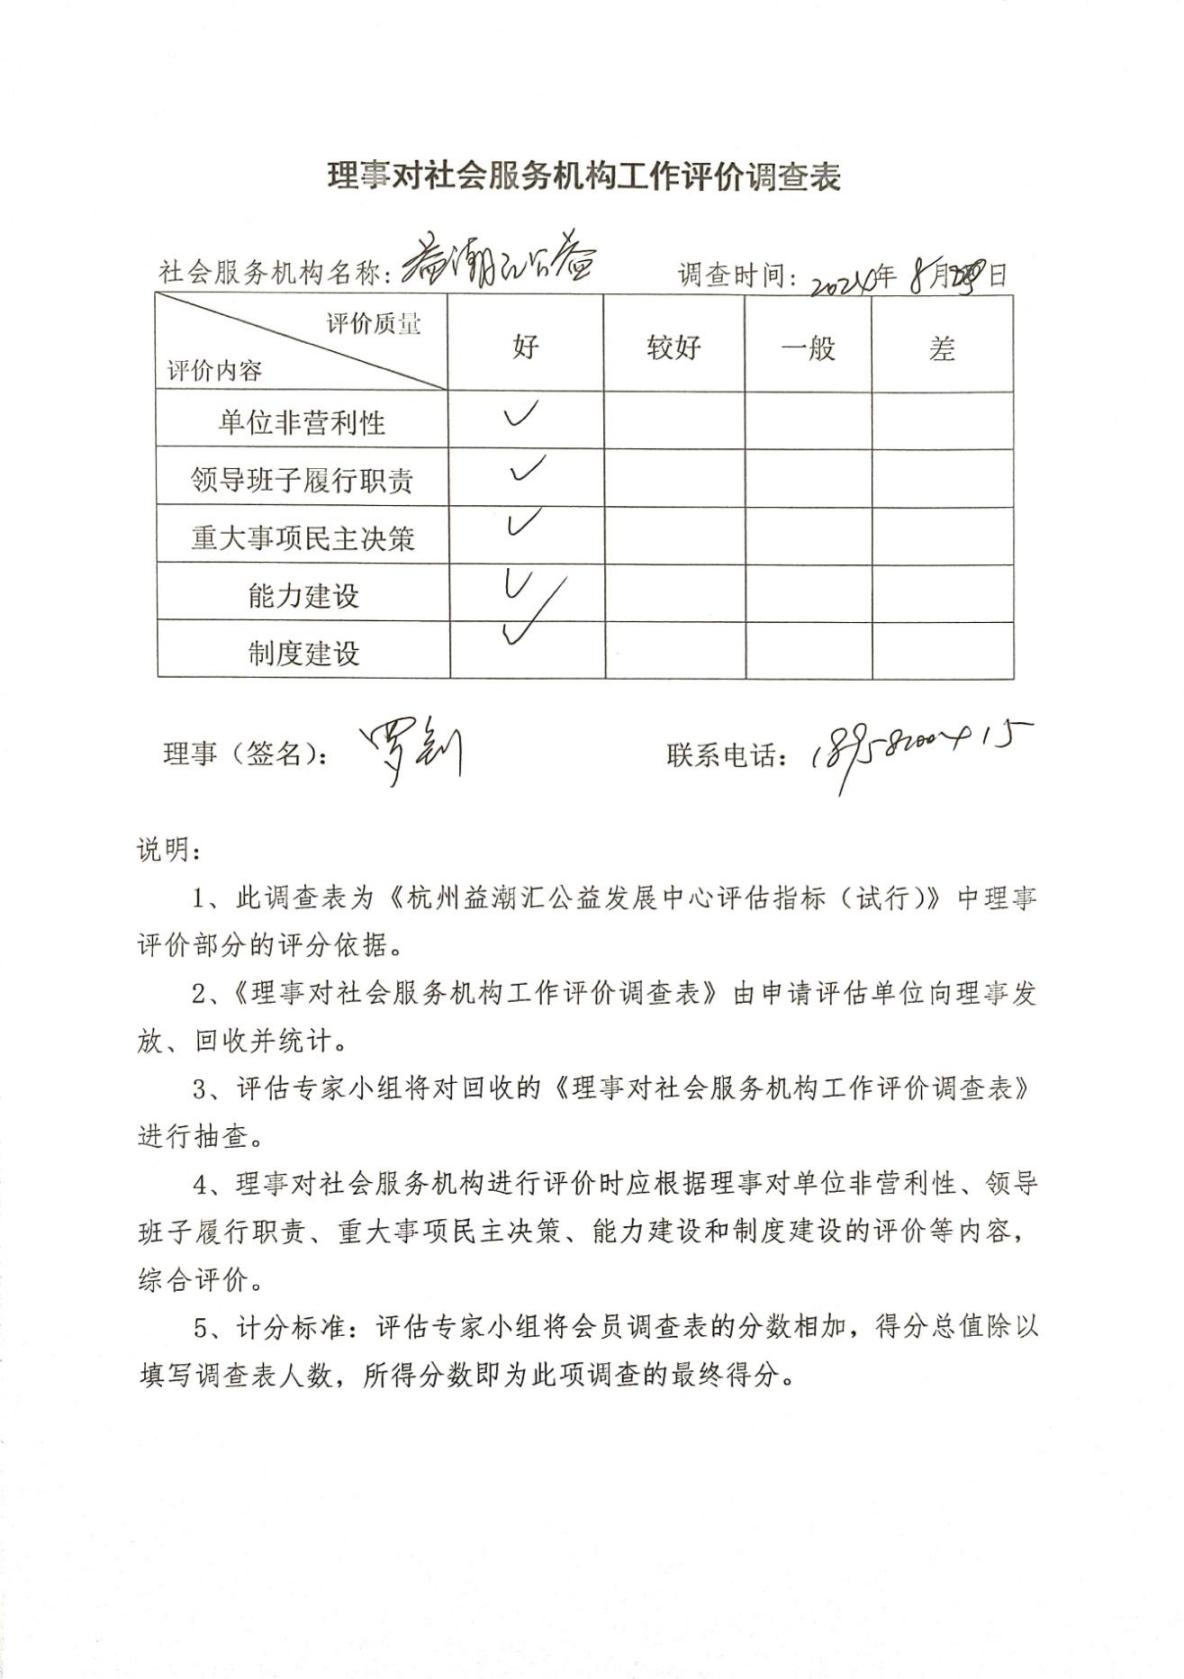 理事对社会服务机构工作评价调查表
社会服务机构名称: 益潮汇公益 调查时间: 2024年 8月 日
评价质量 好 较好 一般 差
评价内容
单位非营利性 ✓
领导班子履行职责 ✓
重大事项民主决策 ✓
能力建设 ✓
制度建设 ✓
理事（签名）: 罗剑 联系电话:
说明:
1、此调查表为《杭州益潮汇公益发展中心评估指标（试行)》中理事
评价部分的评分依据。
2、《理事对社会服务机构工作评价调查表》由申请评估单位向理事发
放、回收并统计。
3、评估专家小组将对回收的《理事对社会服务机构工作评价调查表》
进行抽查。
4、理事对社会服务机构进行评价时应根据理事对单位非营利性、领导
班子履行职责、重大事项民主决策、能力建设和制度建设的评价等内容，
综合评价。
5、计分标准：评估专家小组将会员调查表的分数相加，得分总值除以
填写调查表人数，所得分数即为此项调查的最终得分。